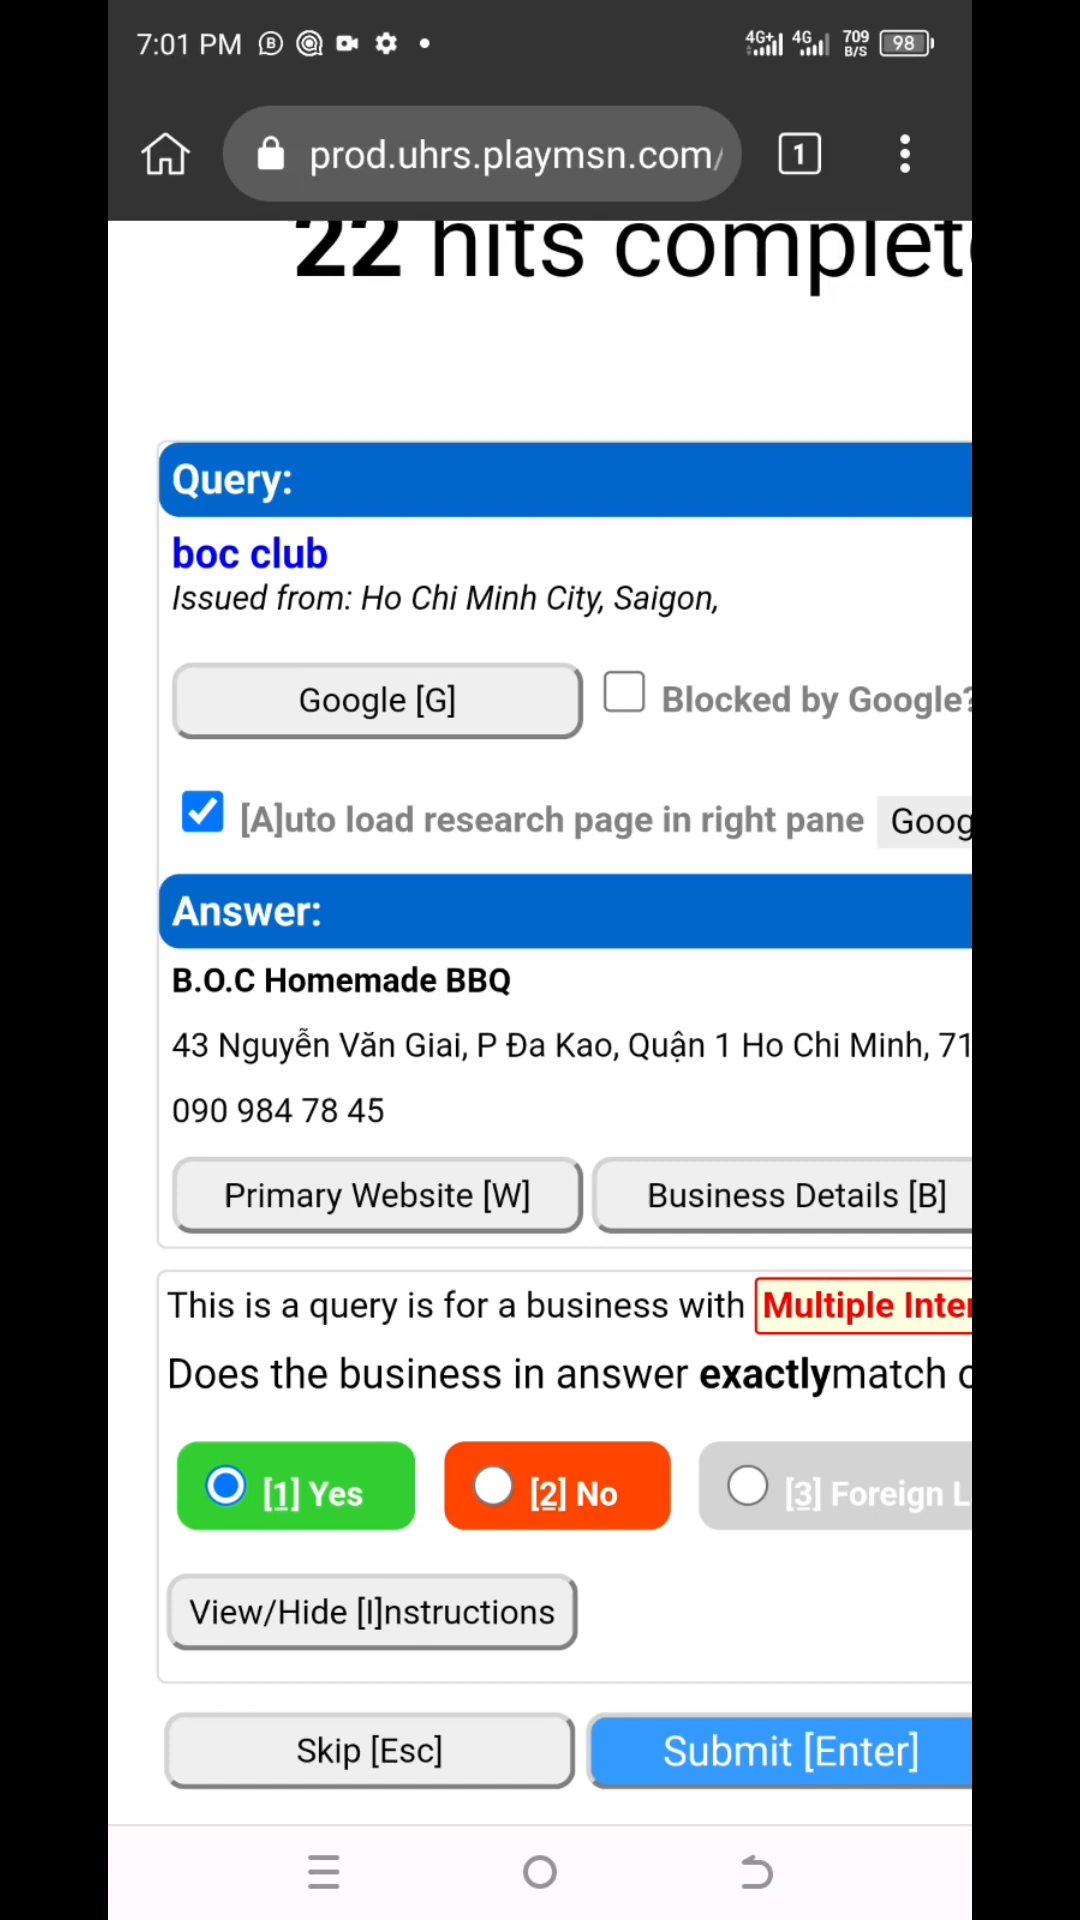 7:01 PM
4G+ 4G 709 B/S 98
prod.uhrs.playmsn.com/
1
22 hits complete
Query:
boc club
Issued from: Ho Chi Minh City, Saigon,
Google [G]
Blocked by Google?
[A]uto load research page in right pane
Goog
Answer:
B.O.C Homemade BBQ
43 Nguyễn Văn Giai, P Đa Kao, Quận 1 Ho Chi Minh, 71
090 984 78 45
Primary Website [W]
Business Details [B]
This is a query is for a business with Multiple Inter
Does the business in answer exactlymatch
[1] Yes
[2] No
[3] Foreign L
View/Hide [I]nstructions
Skip [Esc]
Submit [Enter]